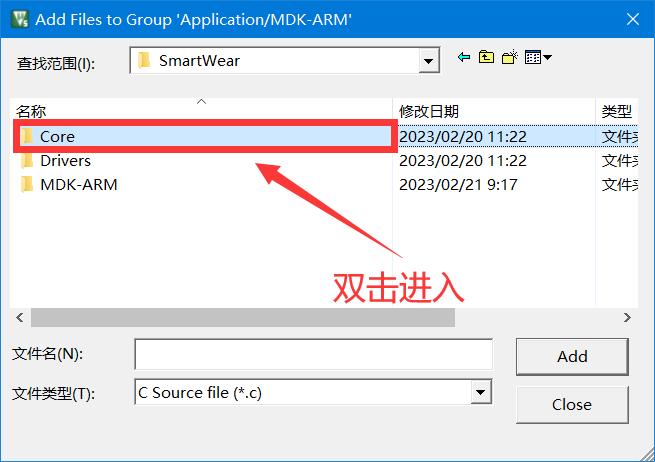 Add Files to Group 'Application/MDK-ARM'
查找范围(I):
SmartWear
名称
修改日期
类型
Core
2023/02/20 11:22
文件夹
Drivers
2023/02/20 11:22
文件夹
MDK-ARM
2023/02/21 9:17
文件夹
双击进入
文件名(N):
Add
文件类型(T):
C Source file (*.c)
Close